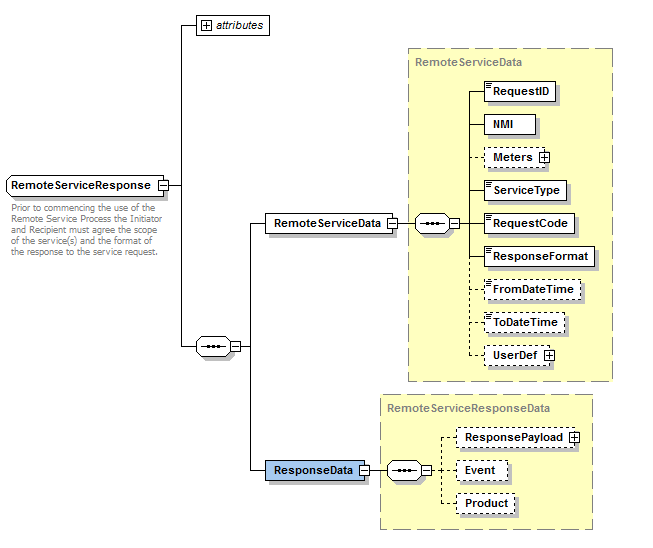 attributes
RemoteServiceResponse
Prior to commencing the use of the
Remote Service Process the Initiator
and Recipient must agree the scope
of the service(s) and the format of
the response to the service request.
RemoteServiceData
RemoteServiceData
RequestID
NMI
Meters
ServiceType
RequestCode
ResponseFormat
FromDateTime
ToDateTime
UserDef
ResponseData
RemoteServiceResponseData
ResponsePayload
Event
Product